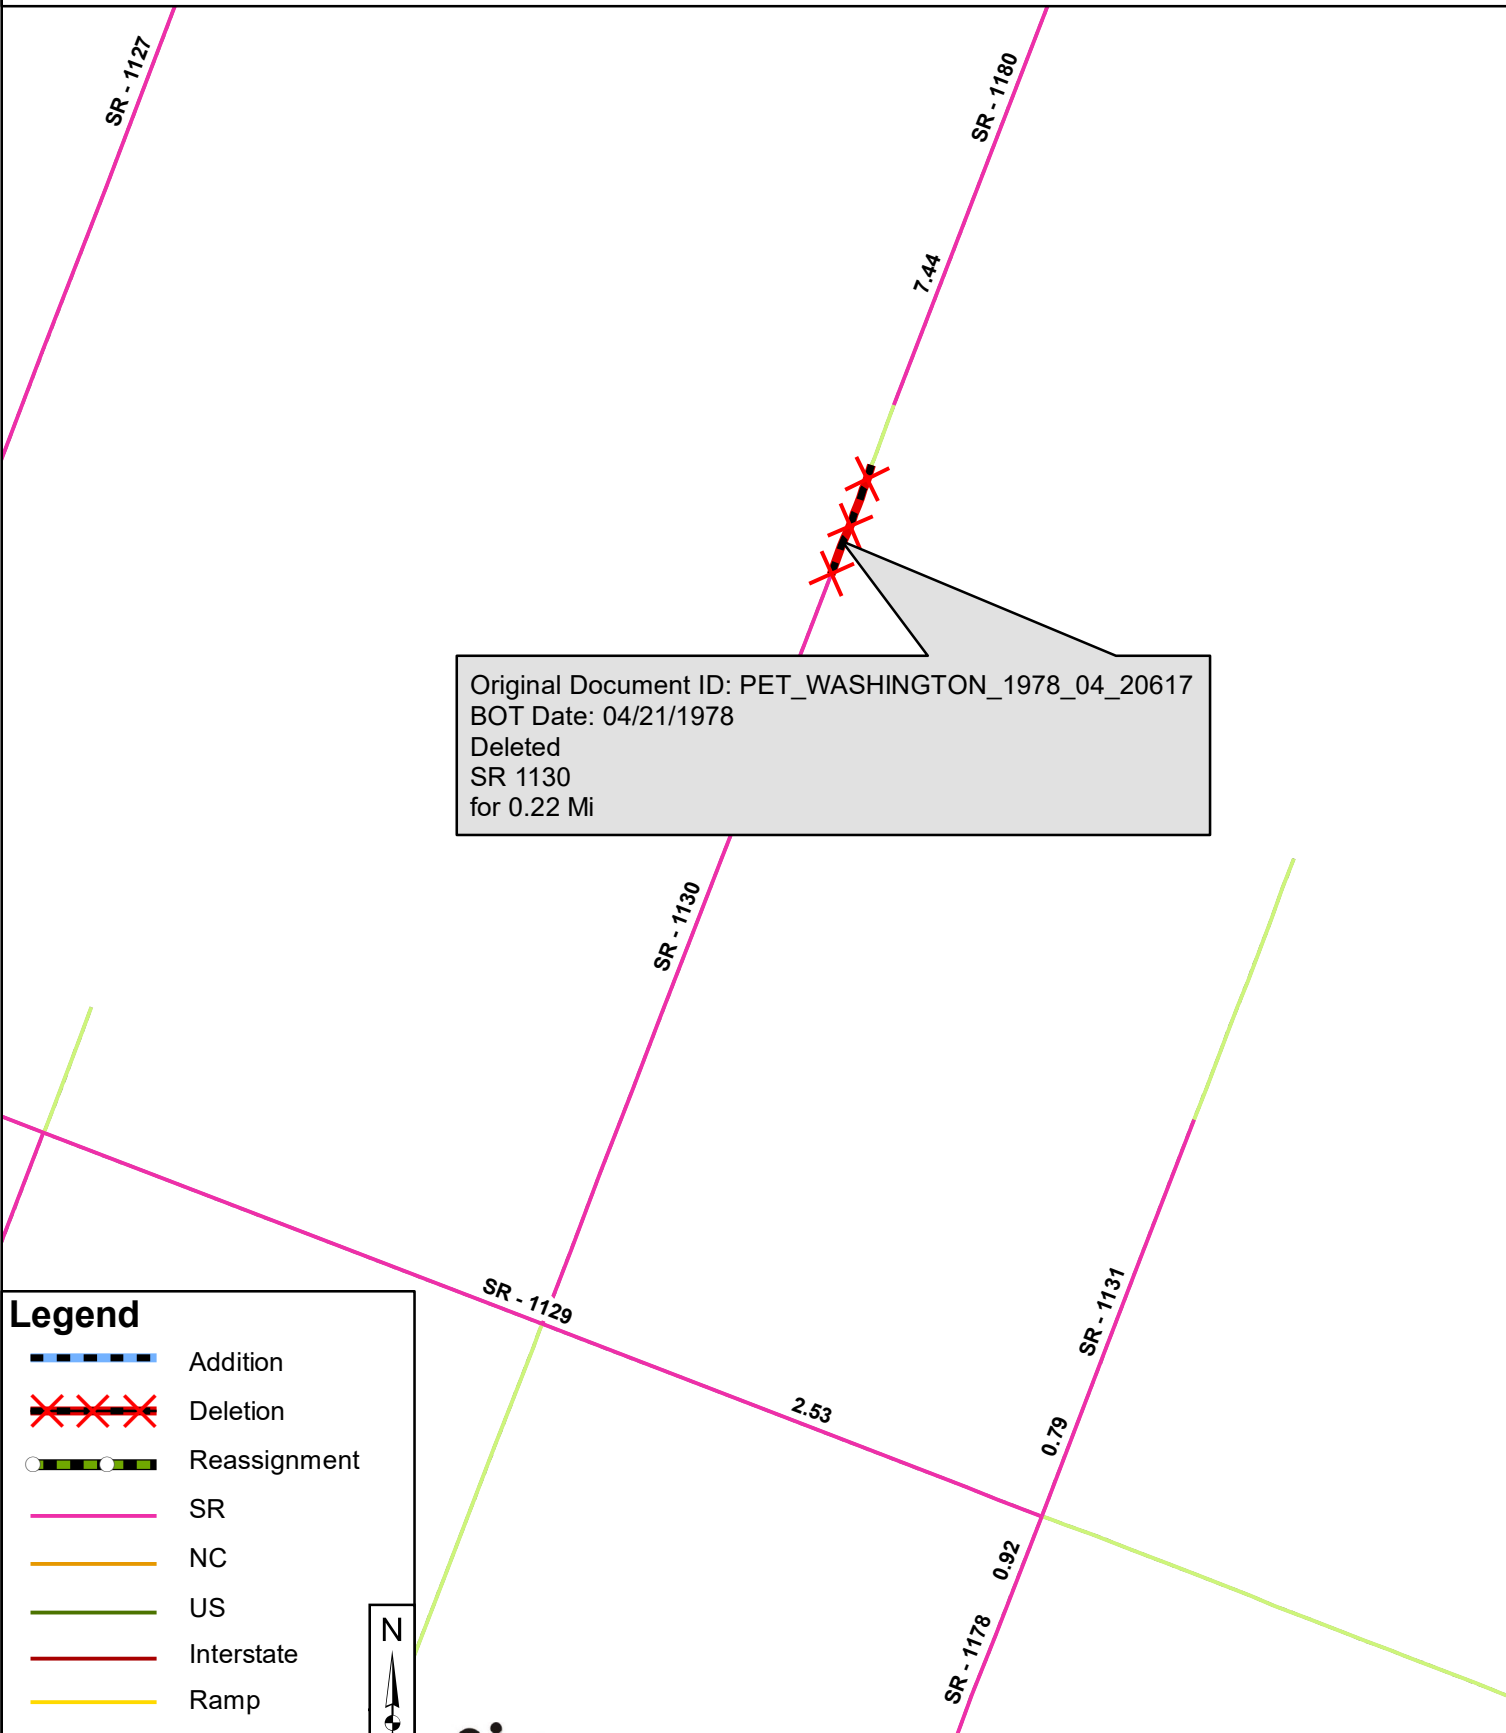 SR - 1127
SR - 1180
7.44
Original Document ID: PET_WASHINGTON_1978_04_20617
BOT Date: 04/21/1978
Deleted
SR 1130
for 0.22 Mi
SR - 1130
SR - 1129
2.53
SR - 1131
0.79
0.92
SR - 1178
Legend
Addition
Deletion
Reassignment
SR
NC
US
Interstate
Ramp
N